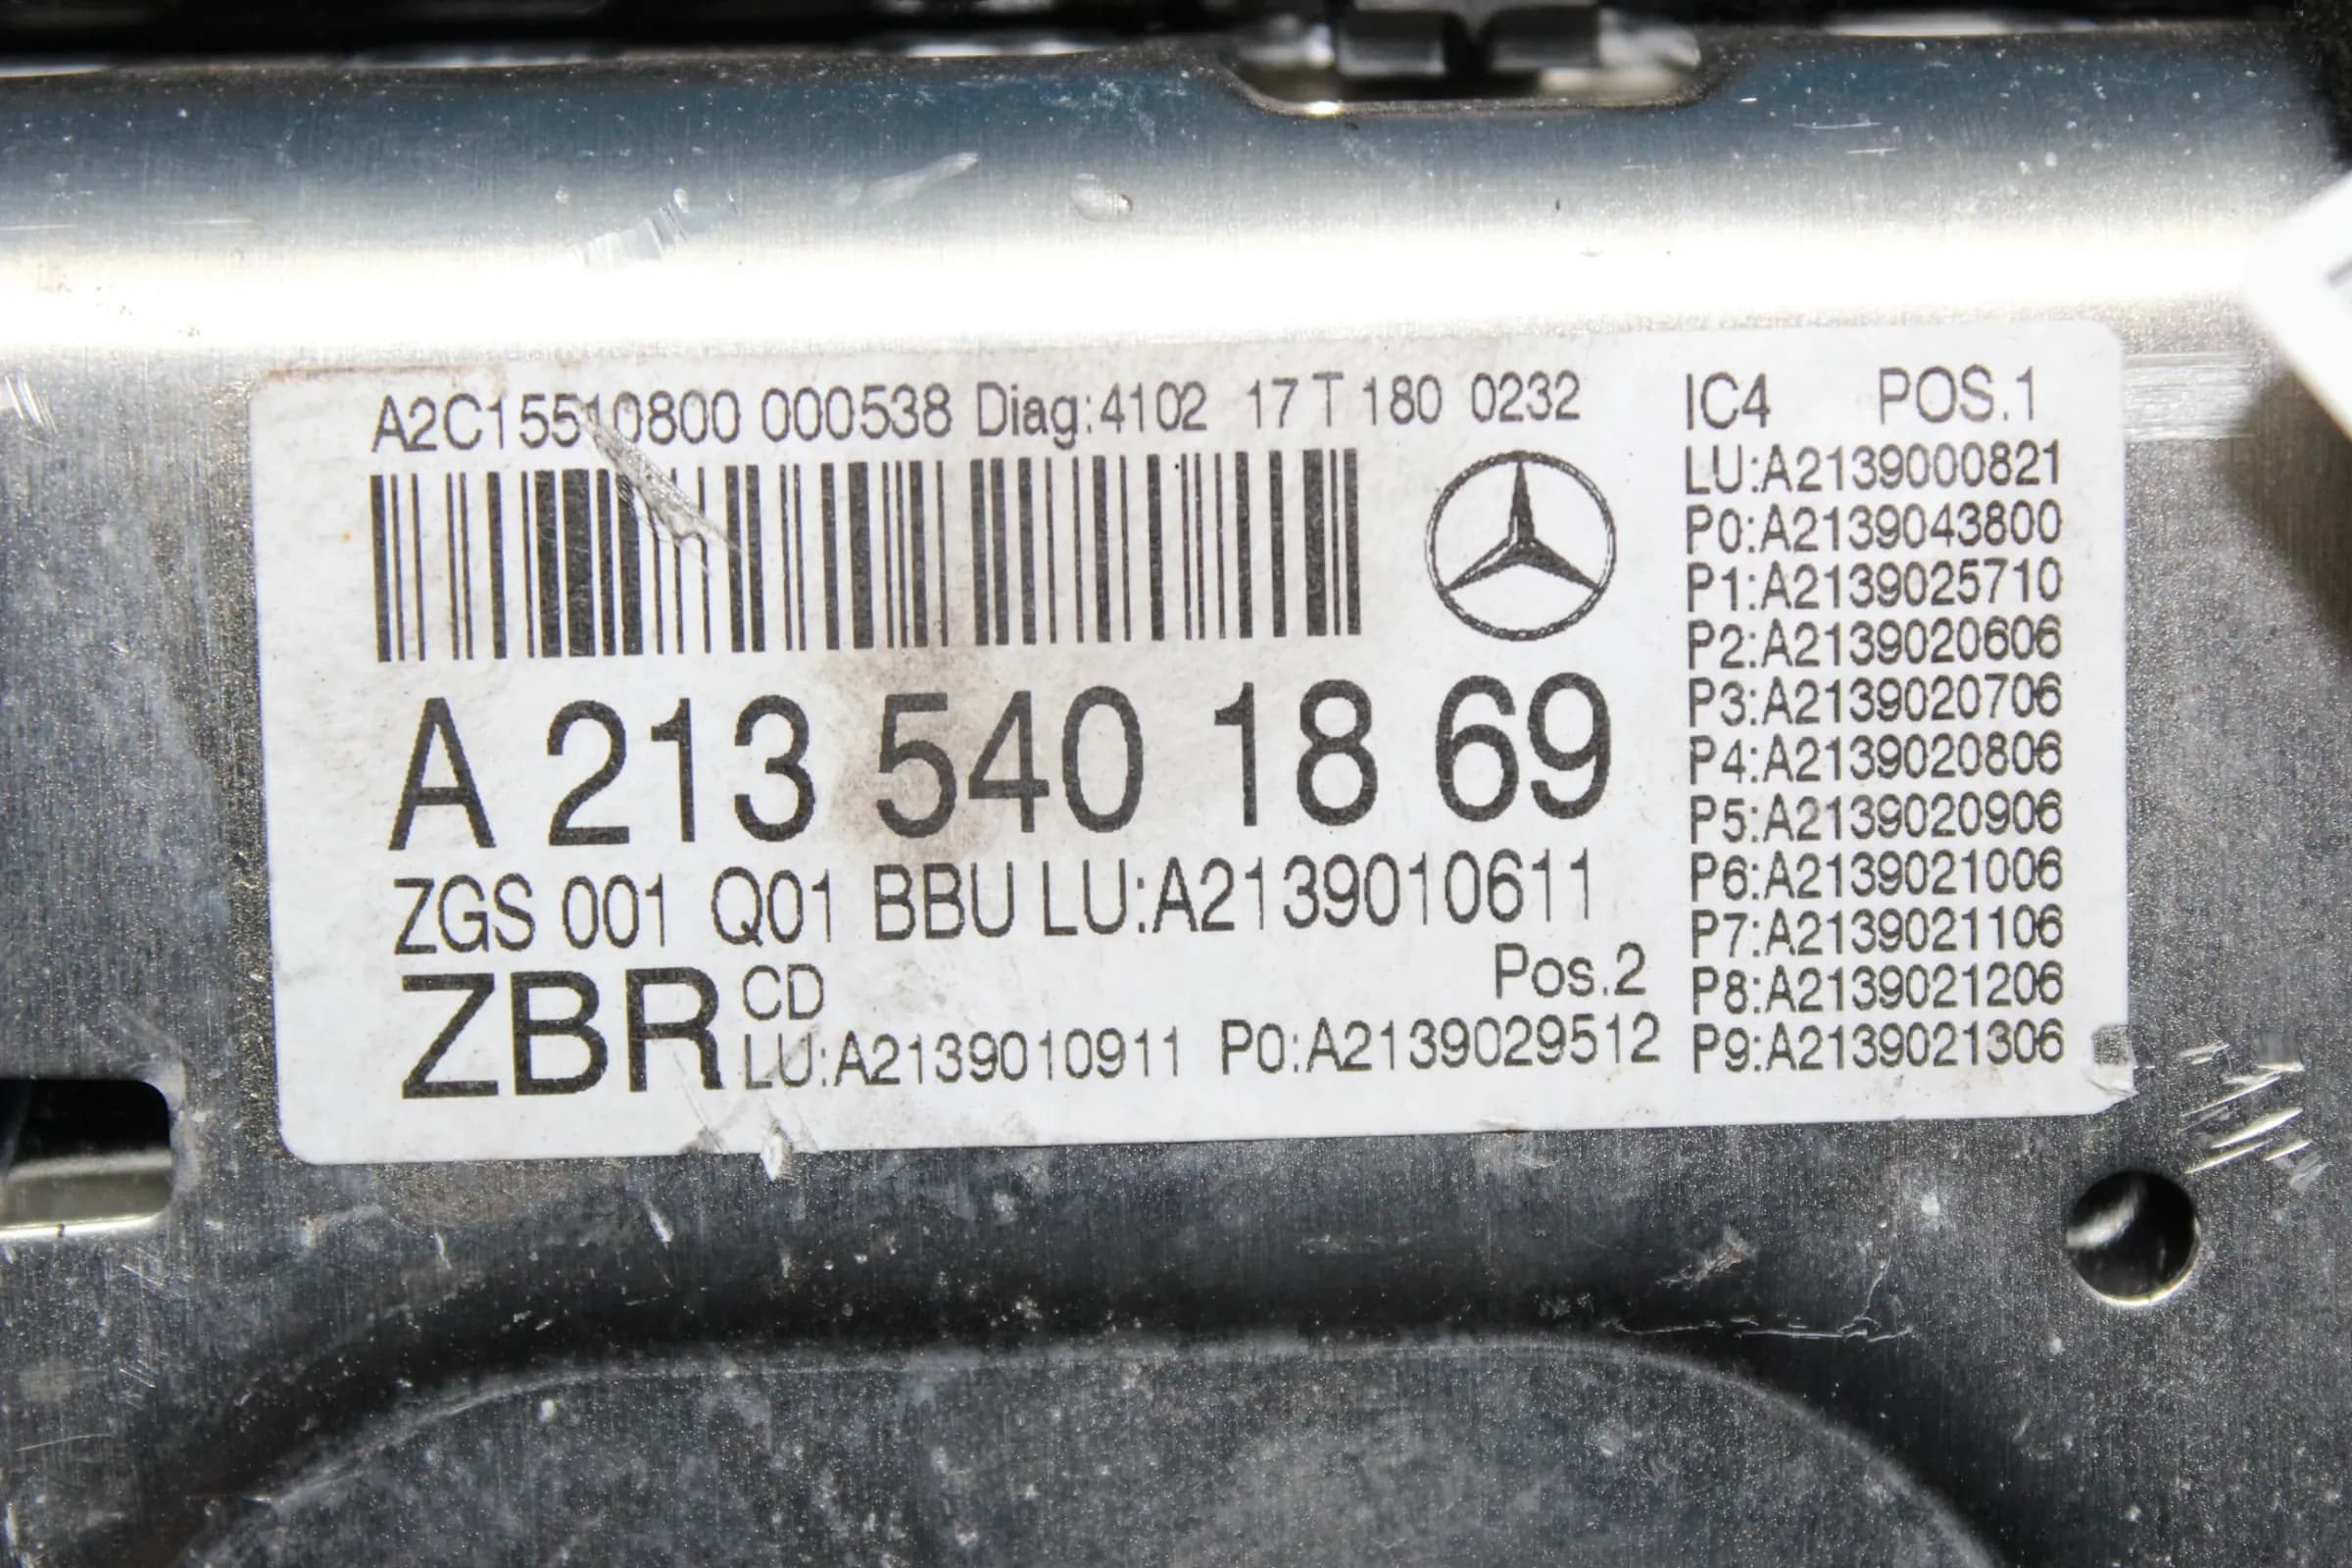 A2C15510800 000538 Diag:4102 17 T 180 0232
A 213 540 18 69
ZGS 001 Q01 BBU LU:A2139010611
ZBR CD Pos.2
LU:A2139010911 P0:A2139029512
IC4 POS.1
LU:A2139000821
P0:A2139043800
P1:A2139025710
P2:A2139020606
P3:A2139020706
P4:A2139020806
P5:A2139020906
P6:A2139021006
P7:A2139021106
P8:A2139021206
P9:A2139021306